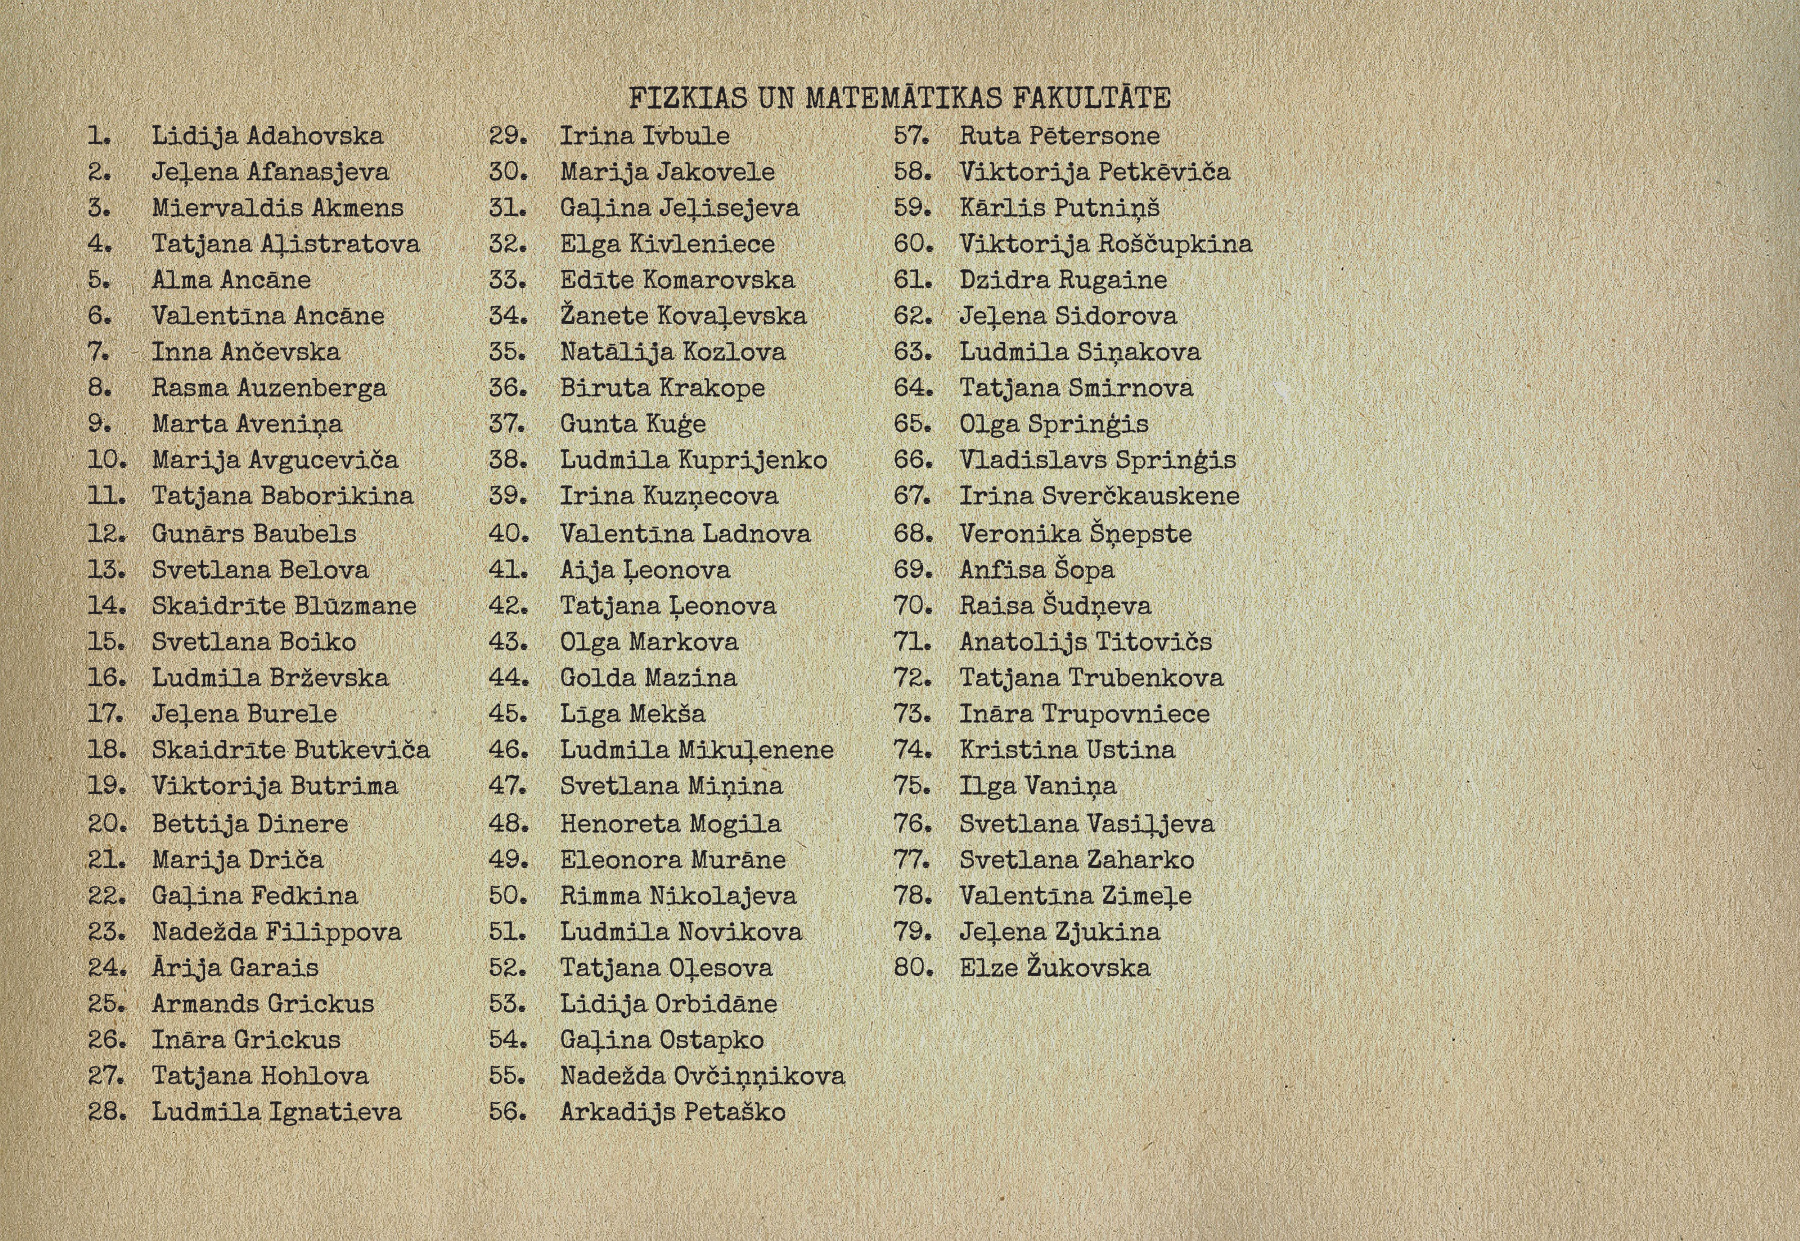 FIZKIAS UN MATEMĀTIKAS FAKULTĀTE
1. Lidija Adahovska
2. Jeļena Afanasjeva
3. Miervaldis Akmens
4. Tatjana Aļistratova
5. Alma Ancāne
6. Valentīna Ancāne
7. Inna Ančevska
8. Rasma Auzenberga
9. Marta Aveniņa
10. Marija Avguceviča
11. Tatjana Baborikina
12. Gunārs Baubels
13. Svetlana Belova
14. Skaidrīte Blūzmane
15. Svetlana Boiko
16. Ludmila Brževska
17. Jeļena Burele
18. Skaidrīte Butkeviča
19. Viktorija Butrima
20. Bettija Dinere
21. Marija Driča
22. Gaļina Fedkina
23. Nadežda Filippova
24. Ārija Garais
25. Armands Grickus
26. Ināra Grickus
27. Tatjana Hohlova
28. Ludmila Ignatieva
29. Irina Ivbule
30. Marija Jakovele
31. Gaļina Jeļisejeva
32. Elga Kivleniece
33. Edīte Komarovska
34. Žanete Kovaļevska
35. Natālija Kozlova
36. Biruta Krakope
37. Gunta Kuģe
38. Ludmila Kuprijenko
39. Irina Kuzņecova
40. Valentīna Ladnova
41. Aija Ļeonova
42. Tatjana Ļeonova
43. Olga Markova
44. Golda Mazina
45. Līga Mekša
46. Ludmila Mikuļenene
47. Svetlana Miņina
48. Henoreta Mogila
49. Eleonora Murāne
50. Rimma Nikolajeva
51. Ludmila Novikova
52. Tatjana Oļesova
53. Lidija Orbidāne
54. Gaļina Ostapko
55. Nadežda Ovčiņņikova
56. Arkadijs Petaško
57. Ruta Pētersone
58. Viktorija Petkēviča
59. Kārlis Putniņš
60. Viktorija Roščupkina
61. Dzidra Rugaine
62. Jeļena Sidorova
63. Ludmila Siņakova
64. Tatjana Smirnova
65. Olga Sprinģis
66. Vladislavs Sprinģis
67. Irina Sverčkauskene
68. Veronika Šņepste
69. Anfisa Šopa
70. Raisa Šudņeva
71. Anatolijs Titovičs
72. Tatjana Trubenkova
73. Ināra Trupovniece
74. Kristina Ustina
75. Ilga Vaniņa
76. Svetlana Vasiļjeva
77. Svetlana Zaharko
78. Valentīna Zimeļe
79. Jeļena Zjukina
80. Elze Žukovska